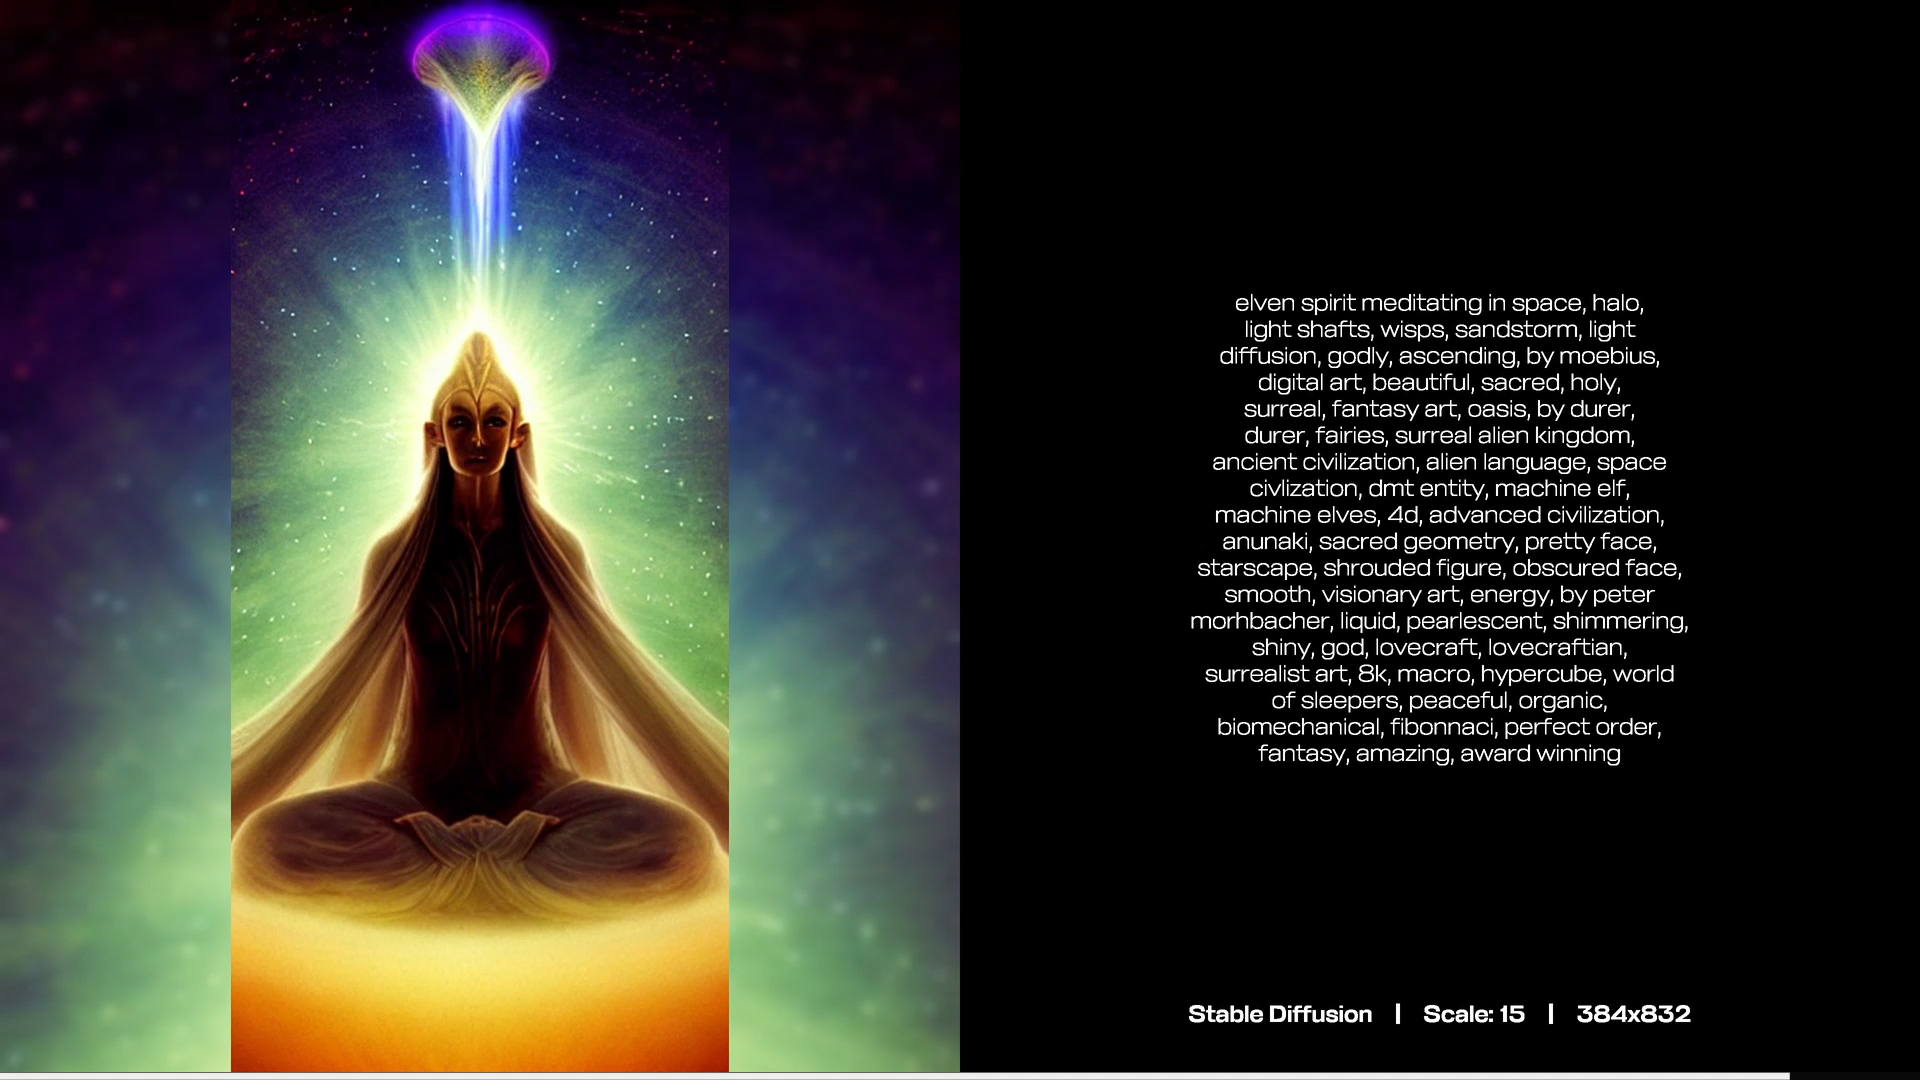 elven spirit meditating in space, halo,
light shafts, wisps, sandstorm, light
diffusion, godly, ascending, by moebius,
digital art, beautiful, sacred, holy,
surreal, fantasy art, oasis, by durer,
durer, fairies, surreal alien kingdom,
ancient civilization, alien language, space
civlization, dmt entity, machine elf,
machine elves, 4d, advanced civilization,
anunaki, sacred geometry, pretty face,
starscape, shrouded figure, obscured face,
smooth, visionary art, energy, by peter
morhbacher, liquid, pearlescent, shimmering,
shiny, god, lovecraft, lovecraftian,
surrealist art, 8k, macro, hypercube, world
of sleepers, peaceful, organic,
biomechanical, fibonnaci, perfect order,
fantasy, amazing, award winning
Stable Diffusion | Scale: 15 | 384x832